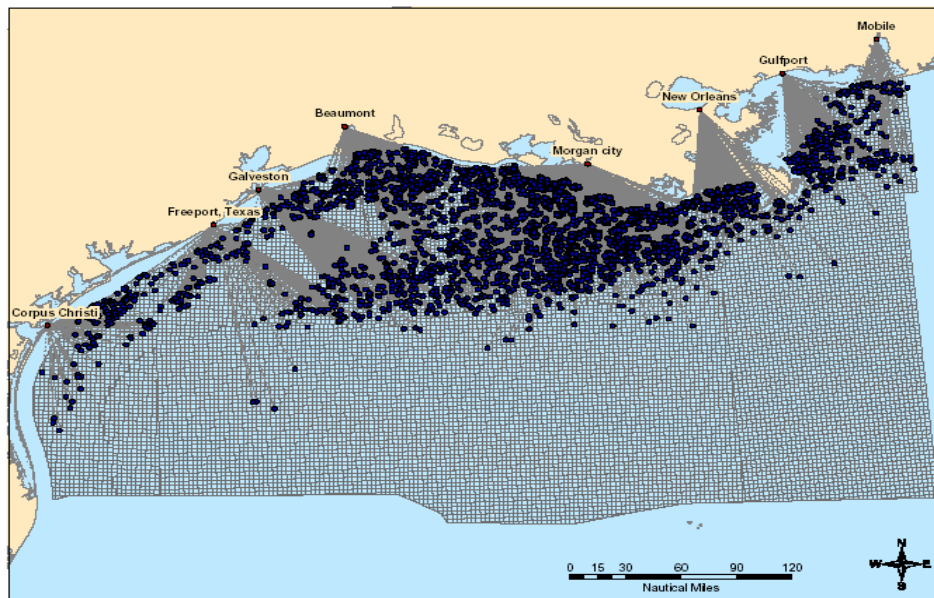 Mobile
Gulfport
New Orleans
Beaumont
Morgan city
Galveston
Freeport, Texas
Corpus Christi
N
W E
S
0 15 30 60 90 120
Nautical Miles